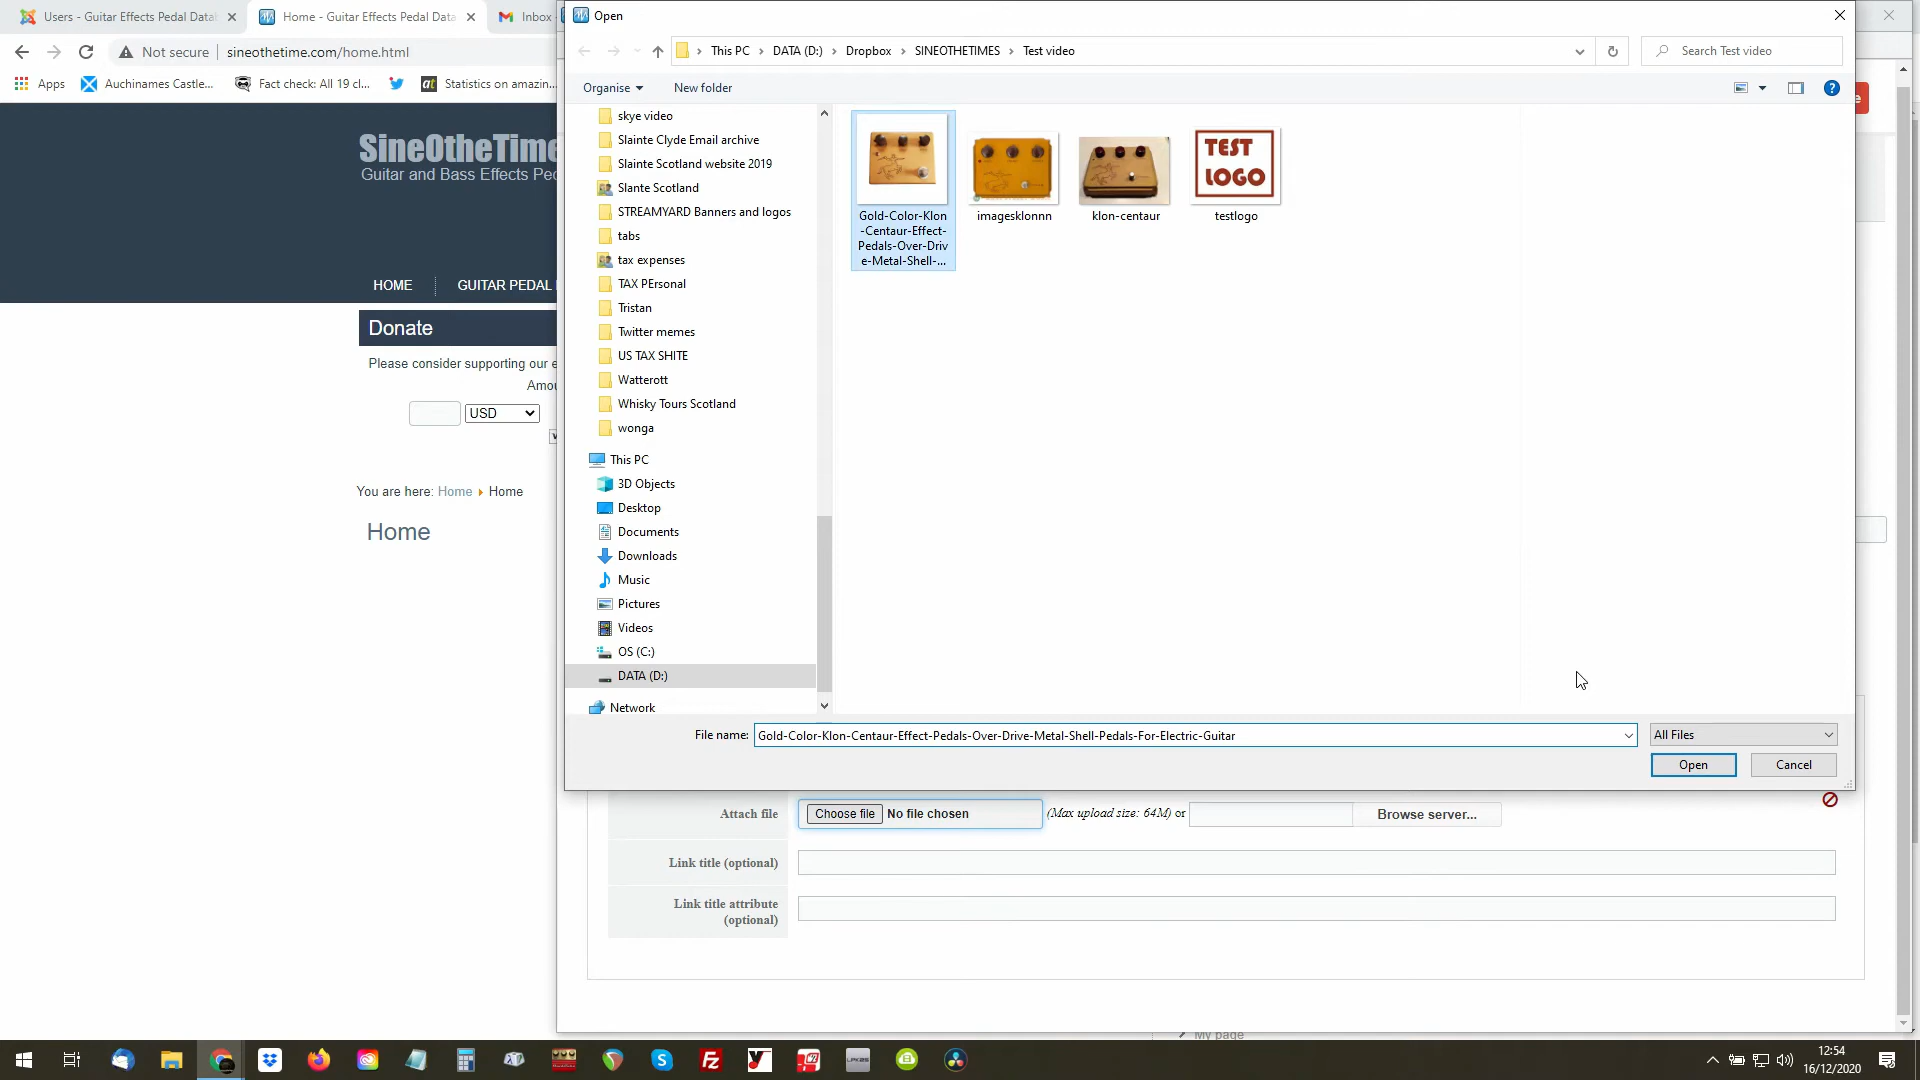 Users - Guitar Effects Pedal Data
Home - Guitar Effects Pedal Data
Inbox
Open
Not secure
sineothetime.com/home.html
This PC
DATA (D:)
Dropbox
SINEOTHETIMES
Test video
Search Test video
Apps
Auchinames Castle...
Fact check: All 19 cl...
Statistics on amazin...
Organise
New folder
SineOtheTime
Guitar and Bass Effects Pe
HOME
GUITAR PEDAL
Donate
Please consider supporting our e
Amou
USD
You are here: Home
Home
Home
skye video
Slainte Clyde Email archive
Slainte Scotland website 2019
Slante Scotland
STREAMYARD Banners and logos
tabs
tax expenses
TAX PErsonal
Tristan
Twitter memes
US TAX SHITE
Watterott
Whisky Tours Scotland
wonga
This PC
3D Objects
Desktop
Documents
Downloads
Music
Pictures
Videos
OS (C:)
DATA (D:)
Network
TEST
LOGO
Gold-Color-Klon
-Centaur-Effect-
Pedals-Over-Driv
e-Metal-Shell-...
imagesklonnn
klon-centaur
testlogo
File name:
Gold-Color-Klon-Centaur-Effect-Pedals-Over-Drive-Metal-Shell-Pedals-For-Electric-Guitar
All Files
Open
Cancel
Attach file
Choose file
No file chosen
(Max upload size: 64M) or
Browse server...
Link title (optional)
Link title attribute
(optional)
My page
12:54
16/12/2020